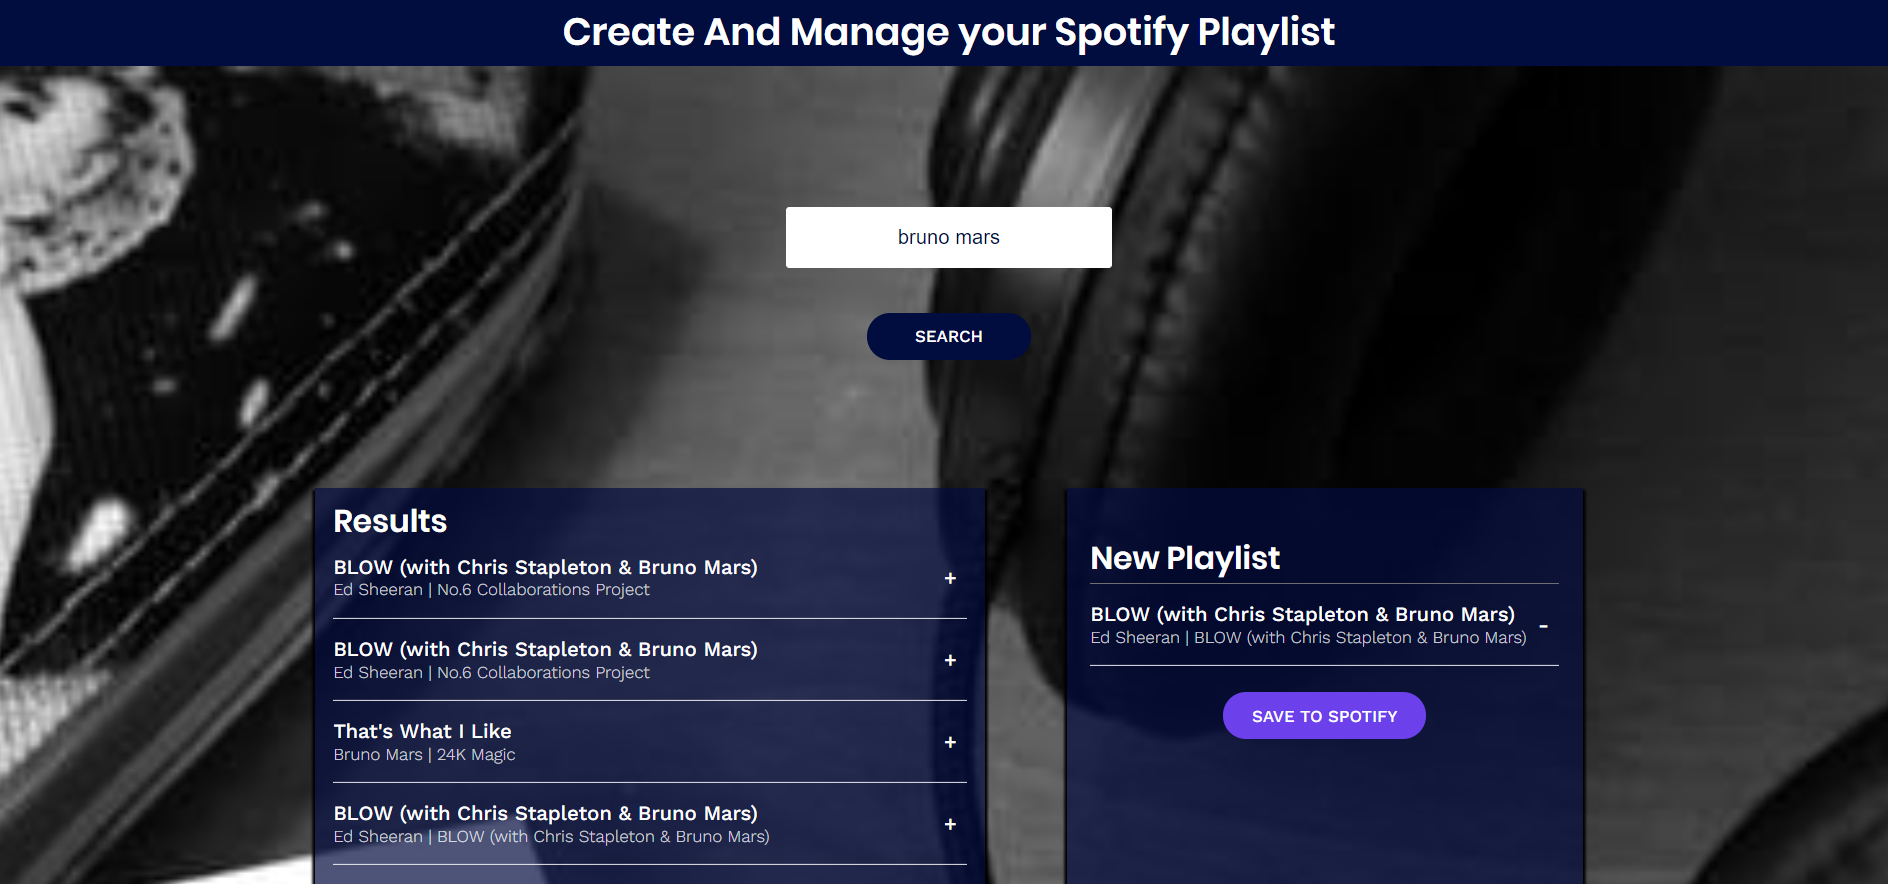 Create And Manage your Spotify Playlist
bruno mars
SEARCH
Results
BLOW (with Chris Stapleton & Bruno Mars)
Ed Sheeran | No.6 Collaborations Project
+
BLOW (with Chris Stapleton & Bruno Mars)
Ed Sheeran | No.6 Collaborations Project
+
That's What I Like
Bruno Mars | 24K Magic
+
BLOW (with Chris Stapleton & Bruno Mars)
Ed Sheeran | BLOW (with Chris Stapleton & Bruno Mars)
+
New Playlist
BLOW (with Chris Stapleton & Bruno Mars)
Ed Sheeran | BLOW (with Chris Stapleton & Bruno Mars)
-
SAVE TO SPOTIFY